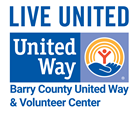 LIVE UNITED
United
Way
Barry County United Way
& Volunteer Center